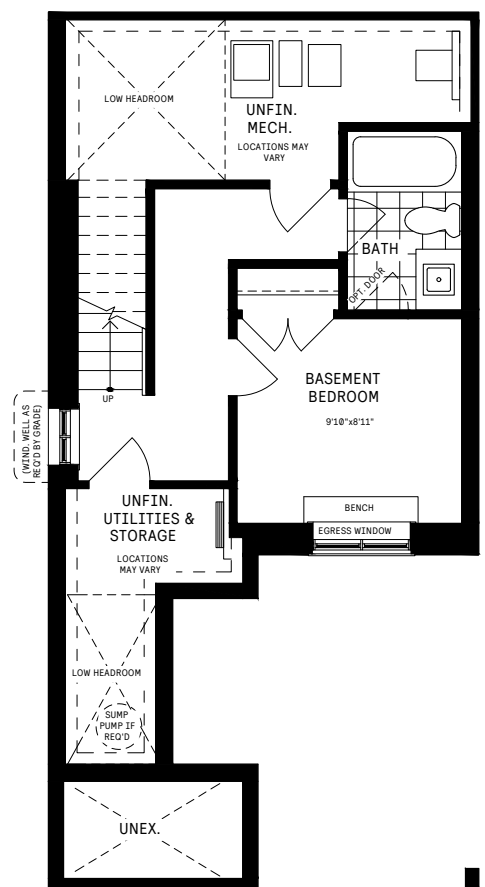 LOW HEADROOM
UNFIN.
MECH.
LOCATIONS MAY
VARY
BATH
OPT. DOOR
BASEMENT
BEDROOM
9'10"x8'11"
UP
(WIND. WELL AS
REQ'D BY GRADE)
UNFIN.
UTILITIES &
STORAGE
LOCATIONS
MAY VARY
BENCH
EGRESS WINDOW
LOW HEADROOM
SUMP
PUMP IF
REQ'D
UNEX.